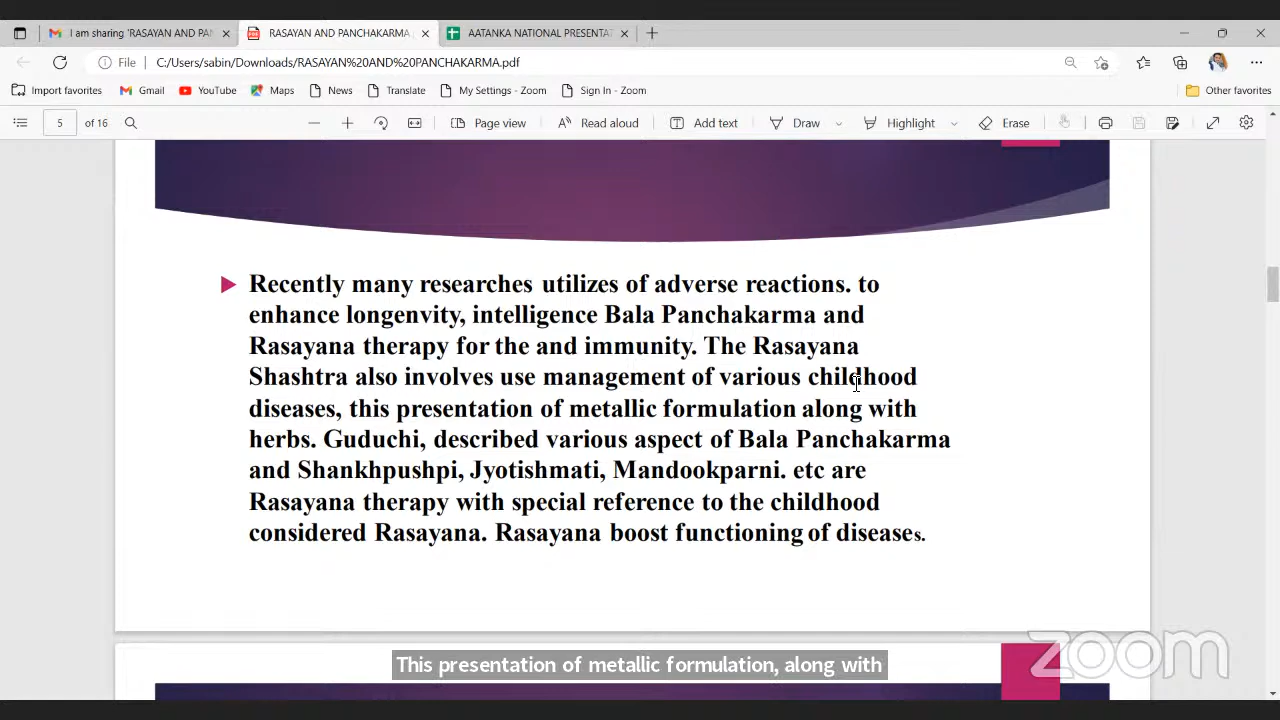 I am sharing 'RASAYAN AND PAN
RASAYAN AND PANCHAKARMA
AATANKA NATIONAL PRESENTAT
File
C:/Users/sabin/Downloads/RASAYAN%20AND%20PANCHAKARMA.pdf
Import favorites
Gmail
YouTube
Maps
News
Translate
My Settings - Zoom
Sign In - Zoom
Other favorites
5 of 16
Page view
Read aloud
Add text
Draw
Highlight
Erase
Recently many researches utilizes of adverse reactions. to
enhance longenvity, intelligence Bala Panchakarma and
Rasayana therapy for the and immunity. The Rasayana
Shashtra also involves use management of various childhood
diseases, this presentation of metallic formulation along with
herbs. Guduchi, described various aspect of Bala Panchakarma
and Shankhpushpi, Jyotishmati, Mandookparni. etc are
Rasayana therapy with special reference to the childhood
considered Rasayana. Rasayana boost functioning of diseases.
This presentation of metallic formulation, along with
zoom